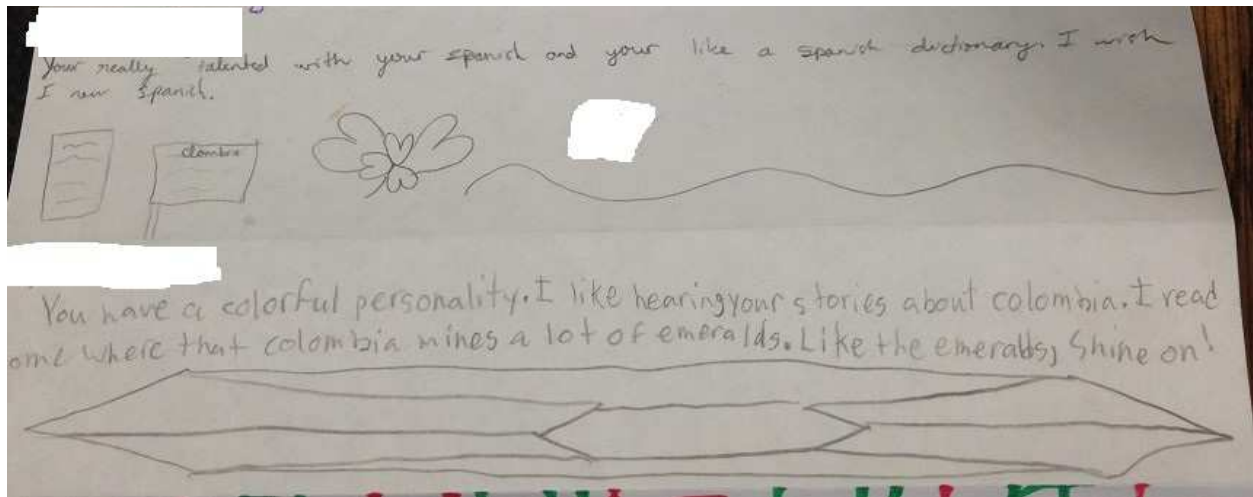 Your really talented with your spanish and your like a spanish dictionary. I wish
I new Spanish.
Clombia
You have a colorful personality. I like hearing your stories about colombia. I read
ome where that colombia mines a lot of emeralds. Like the emeralds, Shine on!